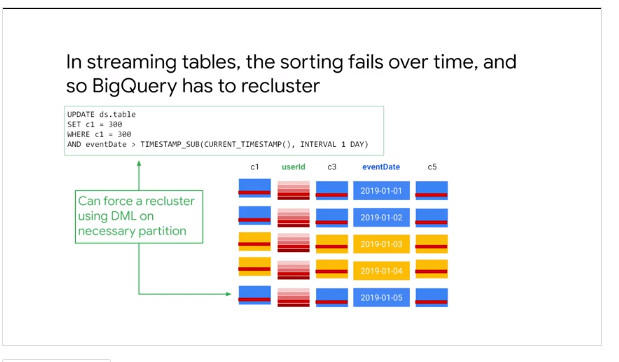 In streaming tables, the sorting fails over time, and
so BigQuery has to recluster
UPDATE ds.table
SET c1 = 300
WHERE c1 = 300
AND eventDate > TIMESTAMP_SUB(CURRENT_TIMESTAMP(), INTERVAL 1 DAY)
c1 userId c3 eventDate c5
Can force a recluster
using DML on
necessary partition
2019-01-01
2019-01-02
2019-01-03
2019-01-04
2019-01-05